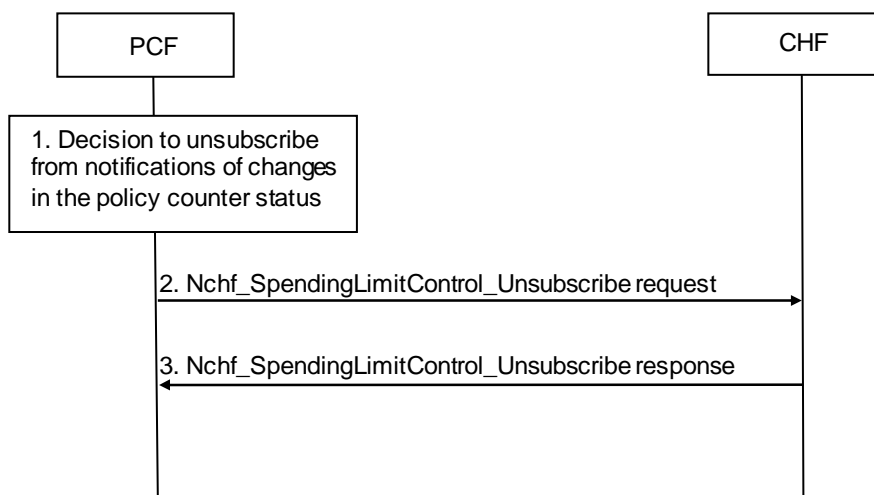 PCF
CHF
1. Decision to unsubscribe
from notifications of changes
in the policy counter status
2. Nchf_SpendingLimitControl_Unsubscribe request
3. Nchf_SpendingLimitControl_Unsubscribe response